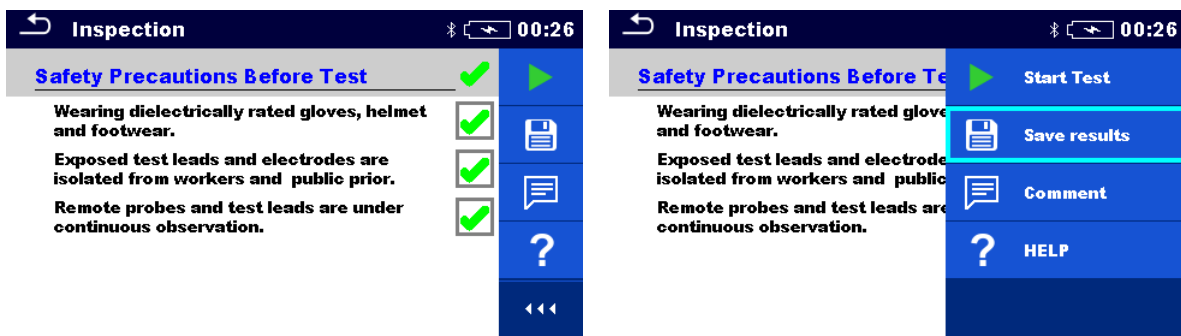 Inspection
00:26
Safety Precautions Before Test
Wearing dielectrically rated gloves, helmet
and footwear.
Exposed test leads and electrodes are
isolated from workers and public prior.
Remote probes and test leads are under
continuous observation.
?
Inspection
00:26
Safety Precautions Before Te
Wearing dielectrically rated glove
and footwear.
Exposed test leads and electrode
isolated from workers and public
Remote probes and test leads are
continuous observation.
Start Test
Save results
Comment
? HELP